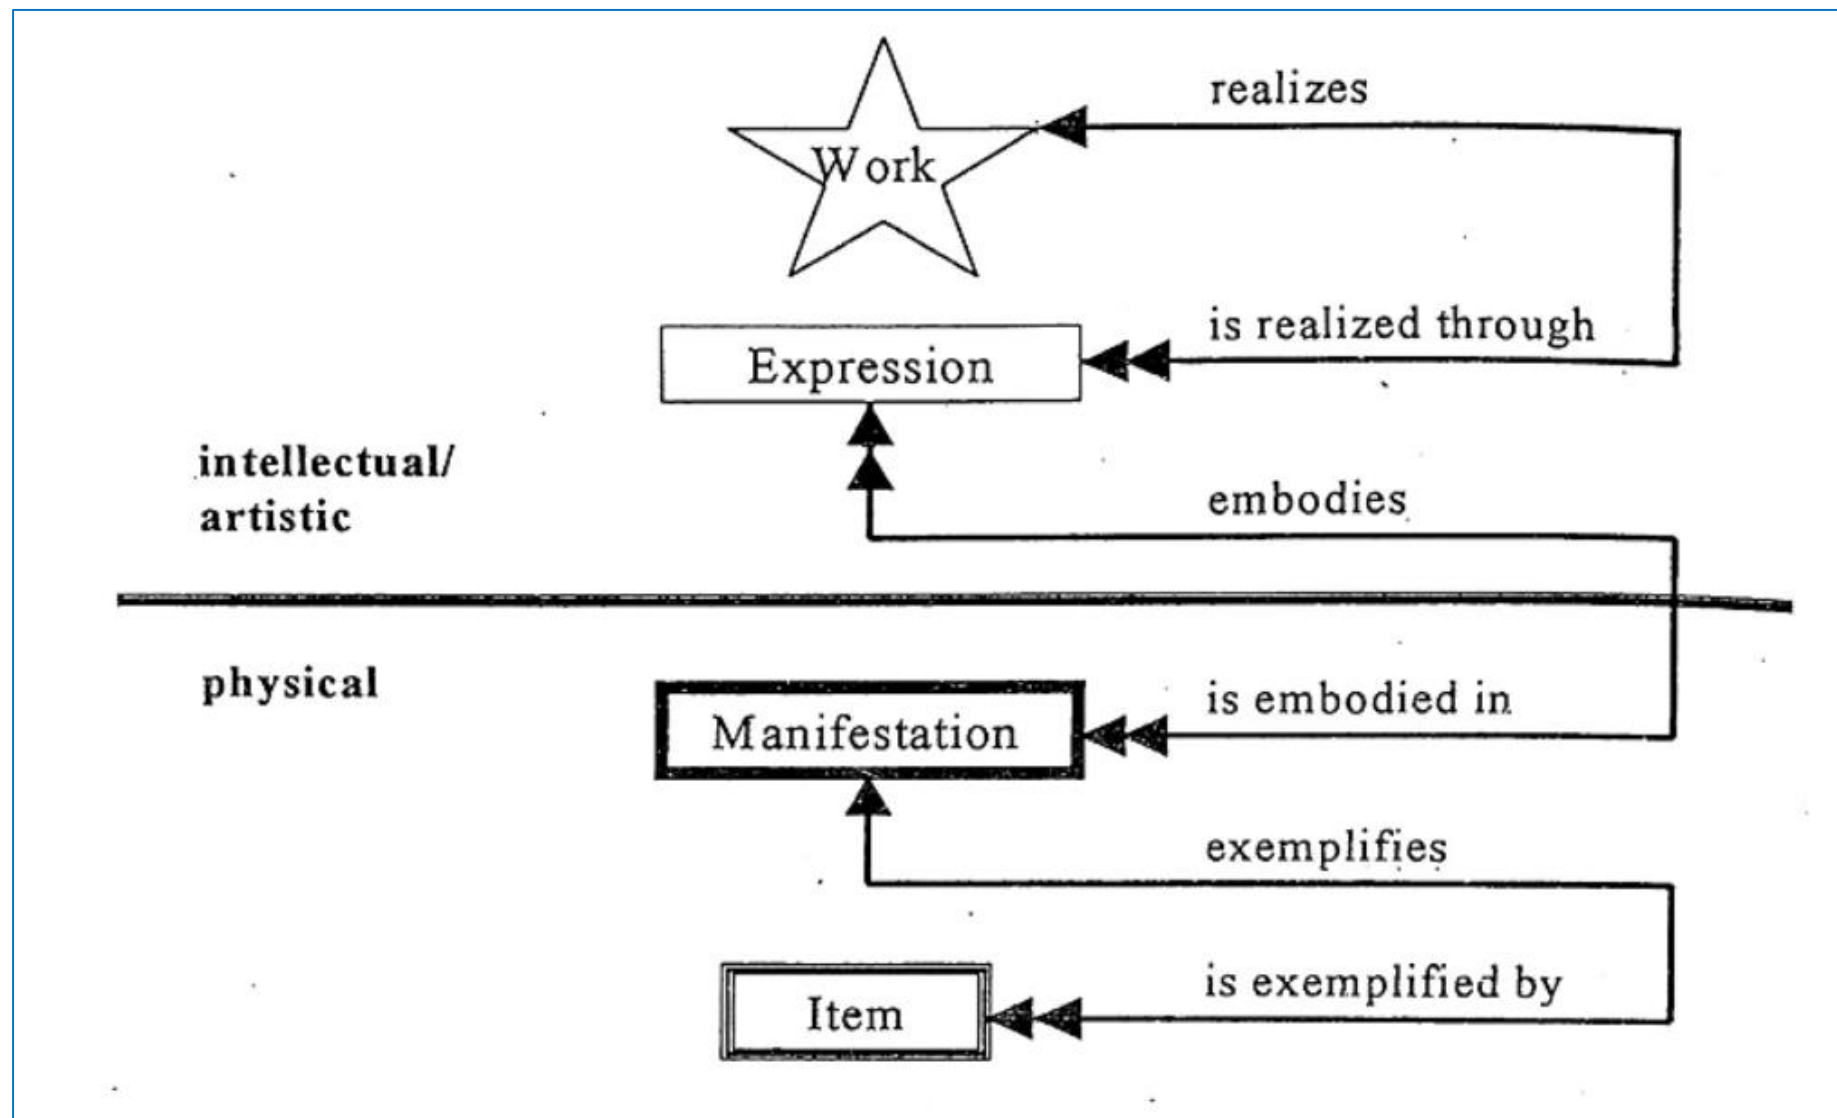 realizes
Work
is realized through
Expression
intellectual/
artistic
embodies
physical
is embodied in
Manifestation
exemplifies
is exemplified by
Item